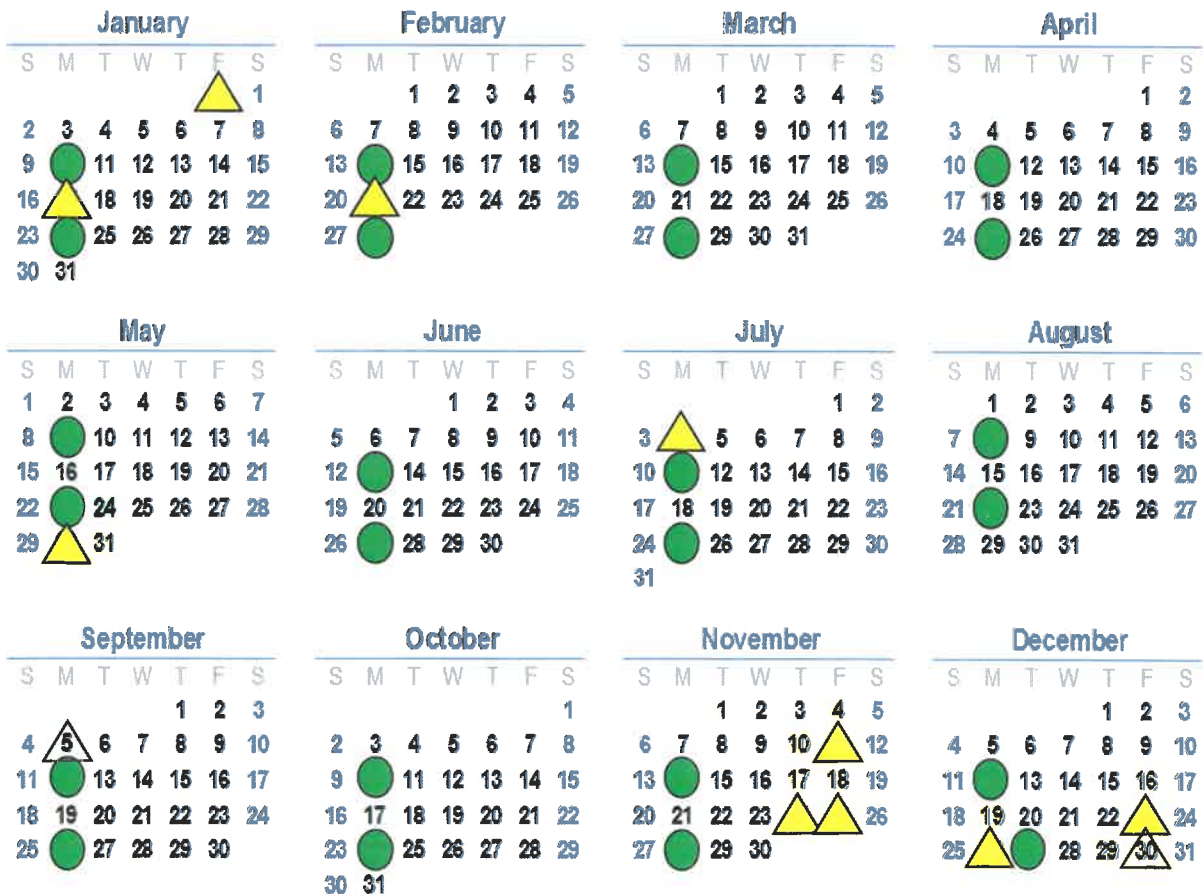 January February March April
S M T W T F S S M T W T F S S M T W T F S S M T W T F S
1 1 2 3 4 5 1 2 3 4 5 1 2
2 3 4 5 6 7 8 6 7 8 9 10 11 12 6 7 8 9 10 11 12 3 4 5 6 7 8 9
9 11 12 13 14 15 13 15 16 17 18 19 13 15 16 17 18 19 10 12 13 14 15 16
16 18 19 20 21 22 20 22 23 24 25 26 20 21 22 23 24 25 26 17 18 19 20 21 22 23
23 25 26 27 28 29 27 27 29 30 31 24 26 27 28 29 30
30 31
May June July August
S M T W T F S S M T W T F S S M T W T F S S M T W T F S
1 2 3 4 5 6 7 1 2 3 4 1 2 1 2 3 4 5 6
8 10 11 12 13 14 5 6 7 8 9 10 11 3 5 6 7 8 9 7 9 10 11 12 13
15 16 17 18 19 20 21 12 14 15 16 17 18 10 12 13 14 15 16 14 15 16 17 18 19 20
22 24 25 26 27 28 19 20 21 22 23 24 25 17 18 19 20 21 22 23 21 23 24 25 26 27
29 31 26 28 29 30 24 26 27 28 29 30 28 29 30 31
31
September October November December
S M T W T F S S M T W T F S S M T W T F S S M T W T F S
1 2 3 1 1 2 3 4 5 1 2 3
4 5 6 7 8 9 10 2 3 4 5 6 7 8 6 7 8 9 10 12 4 5 6 7 8 9 10
11 13 14 15 16 17 9 11 12 13 14 15 13 15 16 17 18 19 11 13 14 15 16 17
18 19 20 21 22 23 24 16 17 18 19 20 21 22 20 21 22 23 26 18 19 20 21 22 24
25 27 28 29 30 23 25 26 27 28 29 27 29 30 25 28 29 30 31
30 31